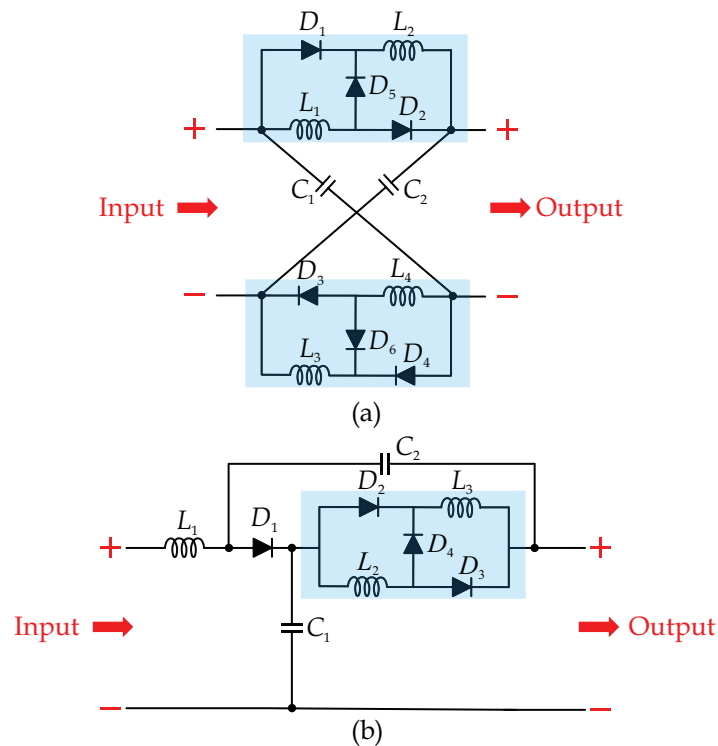 D1 L2
D5
L1 D2
+ +
C1 C2
Input Output
− −
D3 L4
D6
L3 D4
(a)
C2
D2 L3
L1 D1
+ +
D4
L2 D3
Input C1 Output
− −
(b)